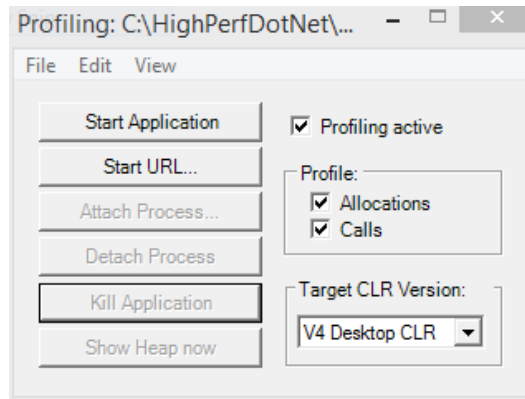 Profiling: C:\HighPerfDotNet\...
File Edit View
Start Application
Start URL...
Attach Process...
Detach Process
Kill Application
Show Heap now
Profiling active
Profile:
Allocations
Calls
Target CLR Version:
V4 Desktop CLR